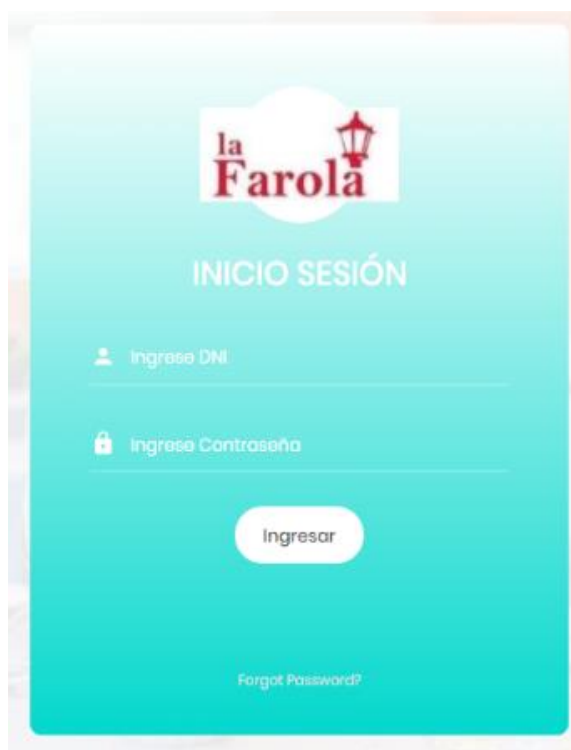 la
Farola
INICIO SESIÓN
Ingrese DNI
Ingrese Contraseña
Ingresar
Forgot Password?